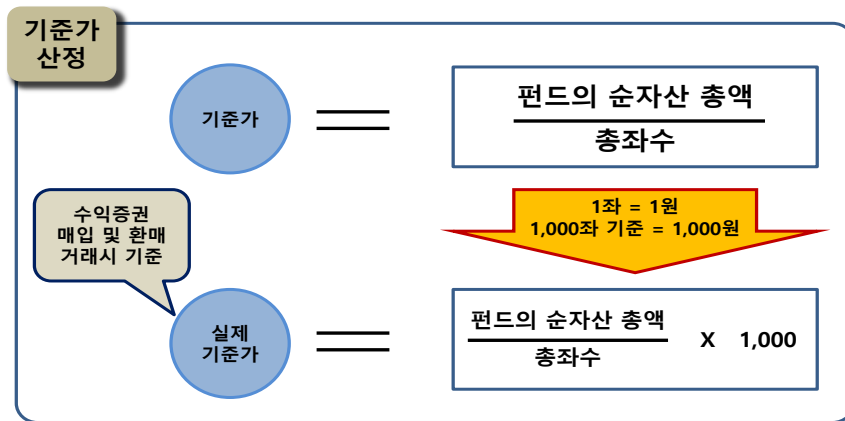 기준가
산정
기준가
펀드의 순자산 총액
총좌수
1좌 = 1원
1,000좌 기준 = 1,000원
수익증권
매입 및 환매
거래시 기준
실제
기준가
펀드의 순자산 총액
총좌수
X 1,000